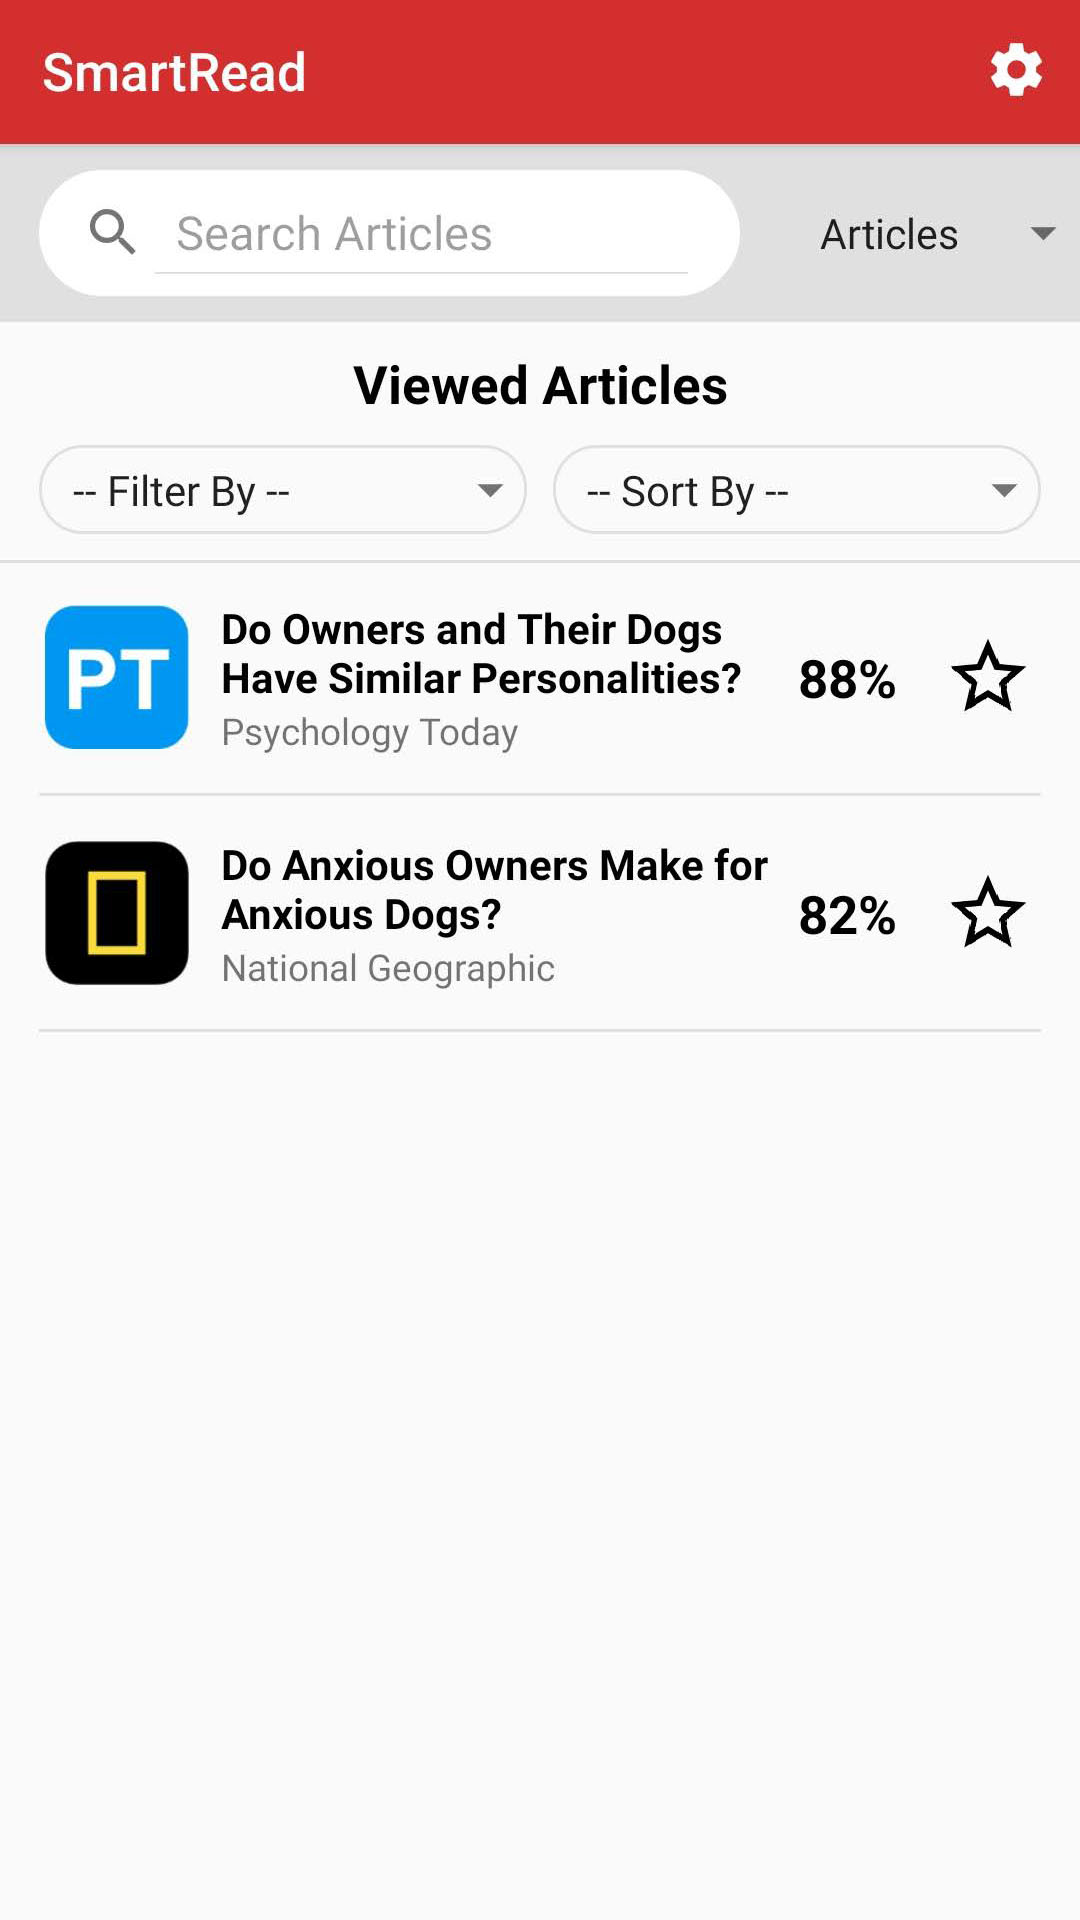 SmartRead
Search Articles
Articles
Viewed Articles
-- Filter By --
-- Sort By --
PT
Do Owners and Their Dogs
Have Similar Personalities?
Psychology Today
88%
Do Anxious Owners Make for
Anxious Dogs?
National Geographic
82%